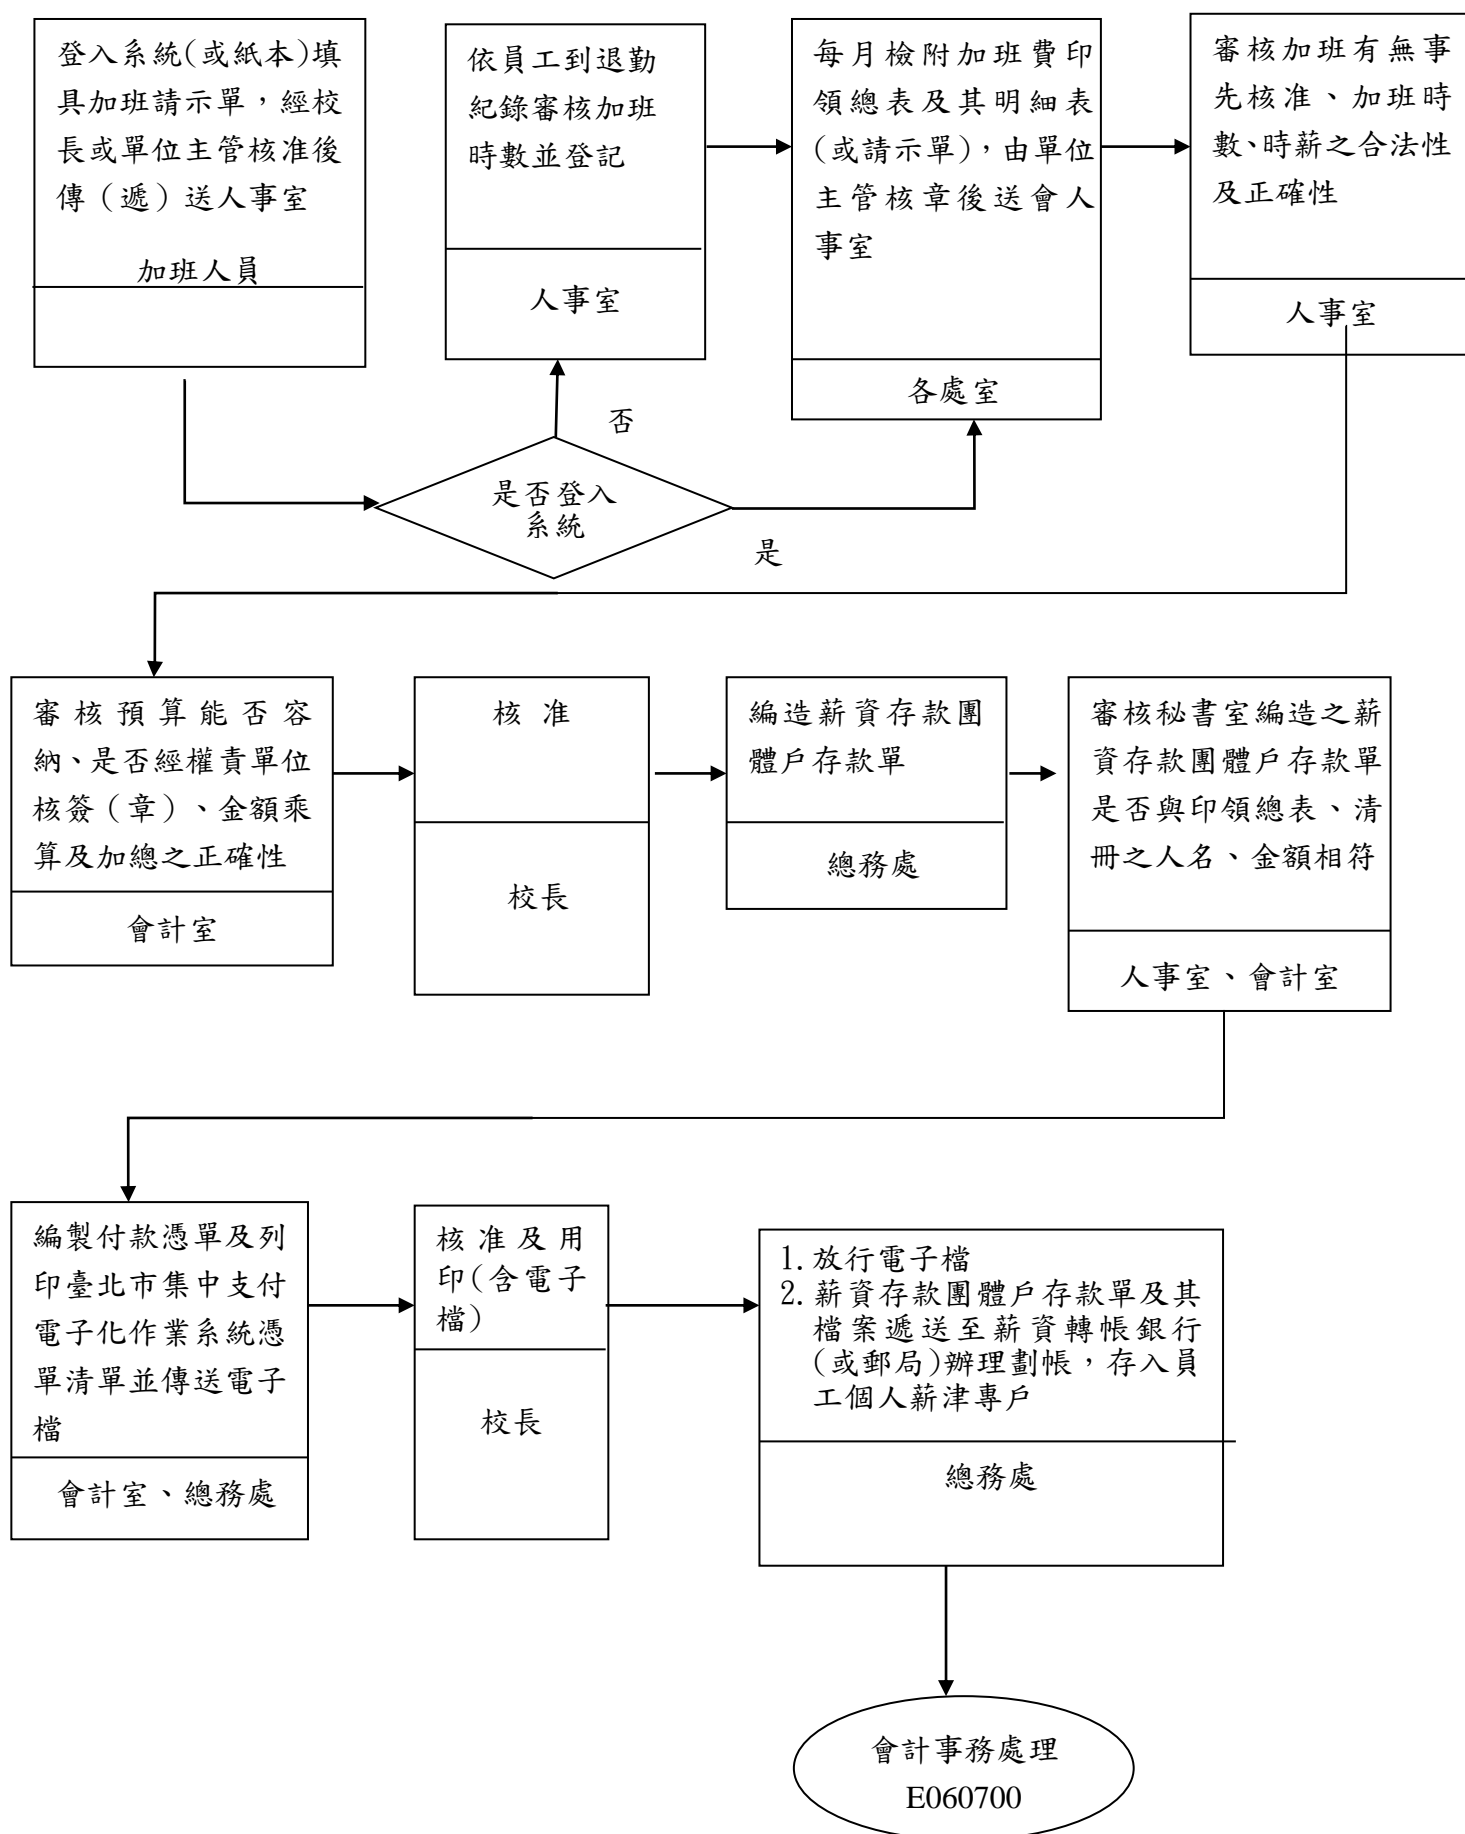 登入系統(或紙本)填
具加班請示單，經校
長或單位主管核准後
傳（遞）送人事室
加班人員
依員工到退勤
紀錄審核加班
時數並登記
人事室
每月檢附加班費印
領總表及其明細表
(或請示單)，由單位
主管核章後送會人
事室
各處室
審核加班有無事
先核准、加班時
數、時薪之合法性
及正確性
人事室
否
是否登入
系統
是
審核預算能否容
納、是否經權責單位
核簽（章）、金額乘
算及加總之正確性
會計室
核准
校長
編造薪資存款團
體戶存款單
總務處
審核秘書室編造之薪
資存款團體戶存款單
是否與印領總表、清
冊之人名、金額相符
人事室、會計室
編製付款憑單及列
印臺北市集中支付
電子化作業系統憑
單清單並傳送電子
檔
會計室、總務處
核准及用
印(含電子
檔)
校長
1.放行電子檔
2.薪資存款團體戶存款單及其
檔案遞送至薪資轉帳銀行
(或郵局)辦理劃帳，存入員
工個人薪津專戶
總務處
會計事務處理
E060700